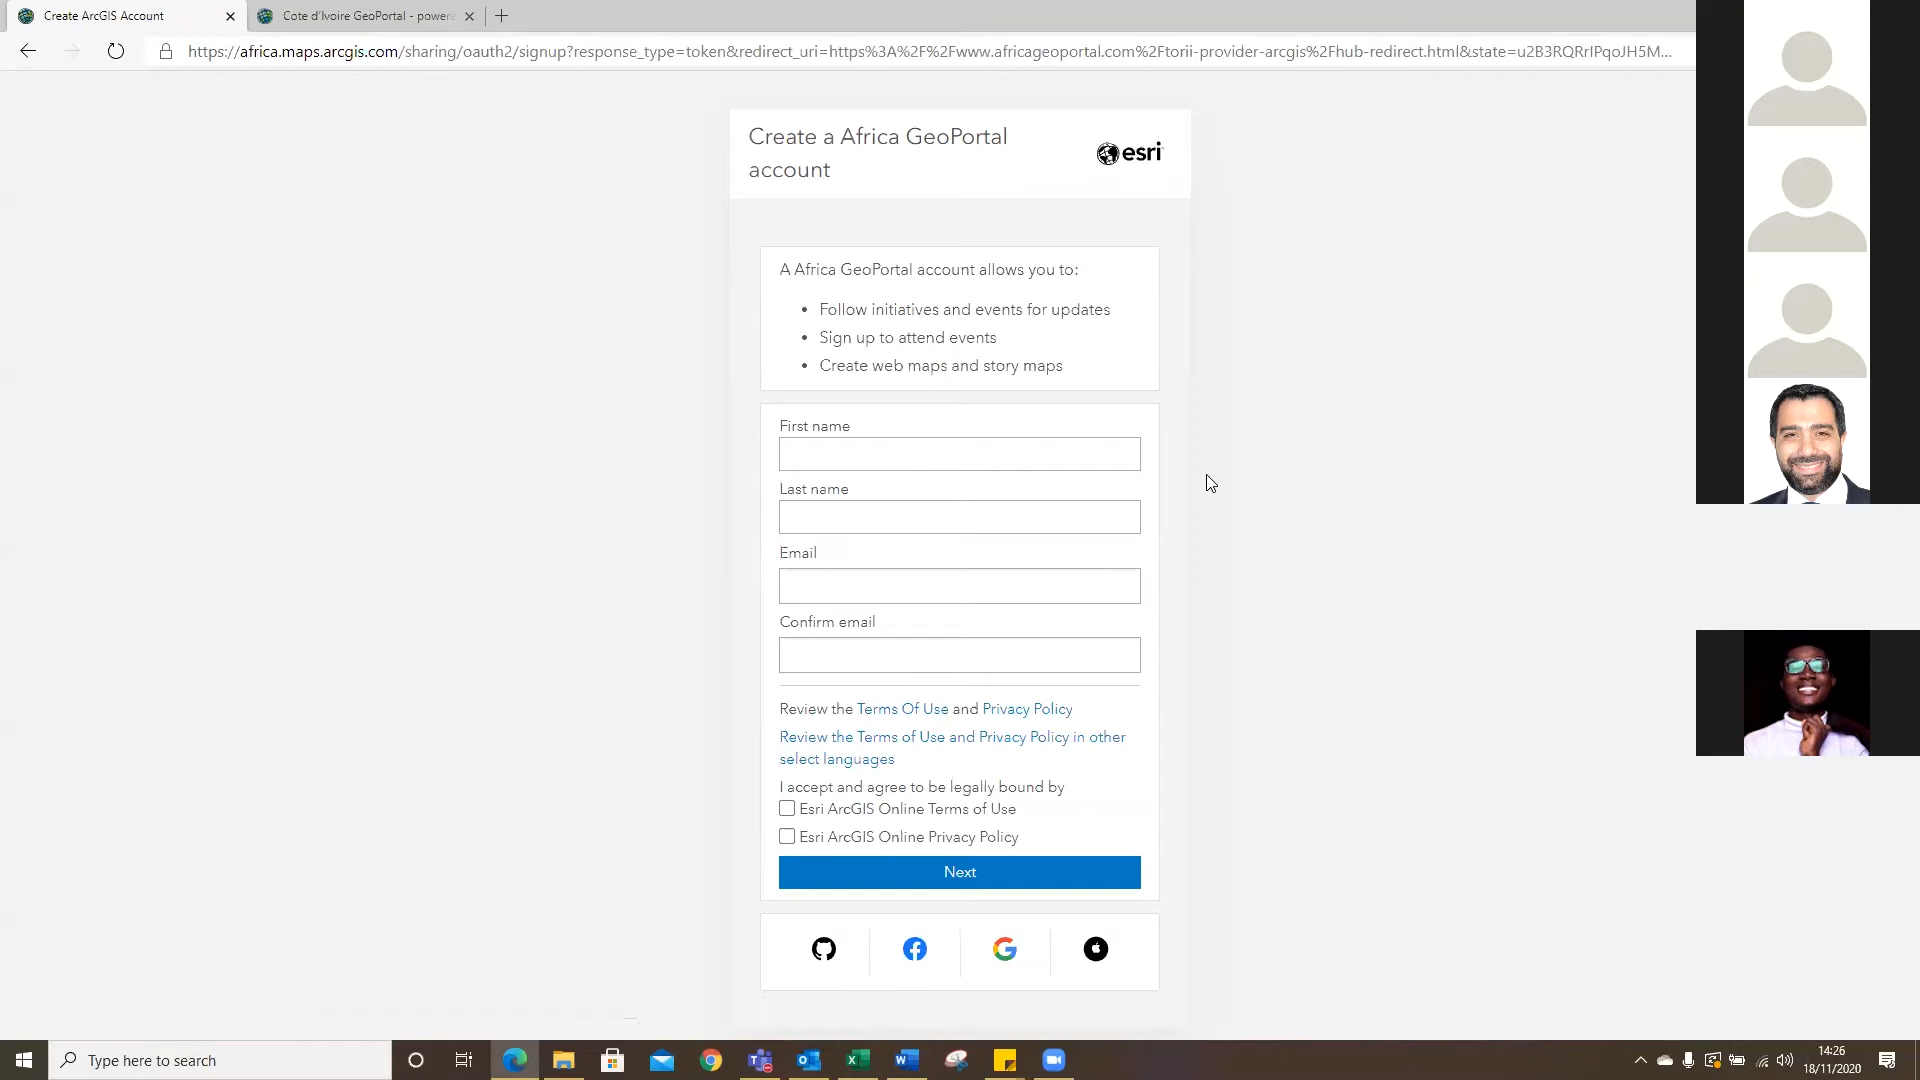 Create ArcGIS Account
Cote d'Ivoire GeoPortal - powere
https://africa.maps.arcgis.com/sharing/oauth2/signup?response_type=token&redirect_uri=https%3A%2F%2Fwww.africageoportal.com%2Ftorii-provider-arcgis%2Fhub-redirect.html&state=u2B3RQRrIPqoJH5M...
Create a Africa GeoPortal
account
esri
A Africa GeoPortal account allows you to:
• Follow initiatives and events for updates
• Sign up to attend events
• Create web maps and story maps
First name
Last name
Email
Confirm email
Review the Terms Of Use and Privacy Policy
Review the Terms of Use and Privacy Policy in other
select languages
I accept and agree to be legally bound by
Esri ArcGIS Online Terms of Use
Esri ArcGIS Online Privacy Policy
Next
Type here to search
14:26
18/11/2020